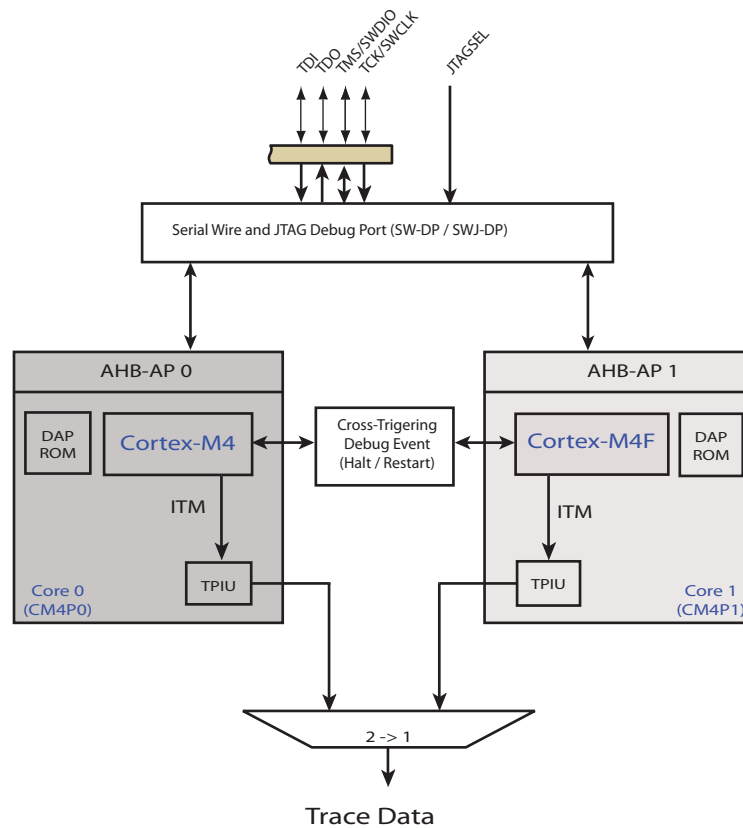 TDI
TDO
TMS/SWDIO
TCK/SWCLK
JTAGSEL
Serial Wire and JTAG Debug Port (SW-DP / SWJ-DP)
AHB-AP 0
AHB-AP 1
DAP
ROM
Cortex-M4
Cross-Trigering
Debug Event
(Halt / Restart)
Cortex-M4F
DAP
ROM
ITM
ITM
TPIU
TPIU
Core 0
(CM4P0)
Core 1
(CM4P1)
2 -> 1
Trace Data